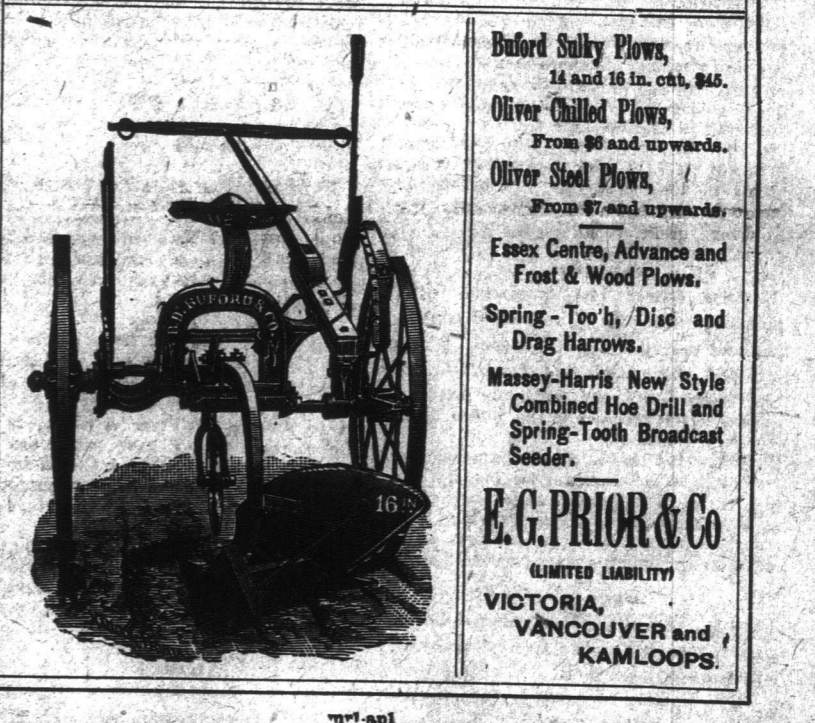 B.D. BUFORD & CO.
16 IN
Buford Sulky Plows,
14 and 16 in. cut, $45.
Oliver Chilled Plows,
From $6 and upwards.
Oliver Steel Plows,
From $7 and upwards.
Essex Centre, Advance and
Frost & Wood Plows.
Spring-Too'h, Disc and
Drag Harrows.
Massey-Harris New Style
Combined Hoe Drill and
Spring-Tooth Broadcast
Seeder.
E. G. PRIOR & Co
(LIMITED LIABILITY)
VICTORIA,
VANCOUVER and
KAMLOOPS.